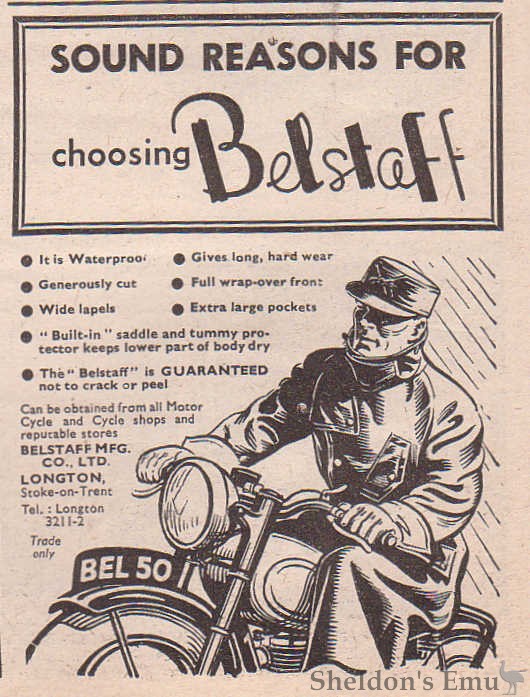 SOUND REASONS FOR
choosing Belstaff
● It is Waterproof
● Gives long, hard wear
● Generously cut
● Full wrap-over front
● Wide lapels
● Extra large pockets
● "Built-in" saddle and tummy pro-
tector keeps lower part of body dry
● The "Belstaff" is GUARANTEED
not to crack or peel
Can be obtained from all Motor
Cycle and Cycle shops and
reputable stores
BELSTAFF MFG.
CO., LTD.
LONGTON,
Stoke-on-Trent
Tel. : Longton
3211-2
Trade
only
BEL 50
Sheldon's Emu